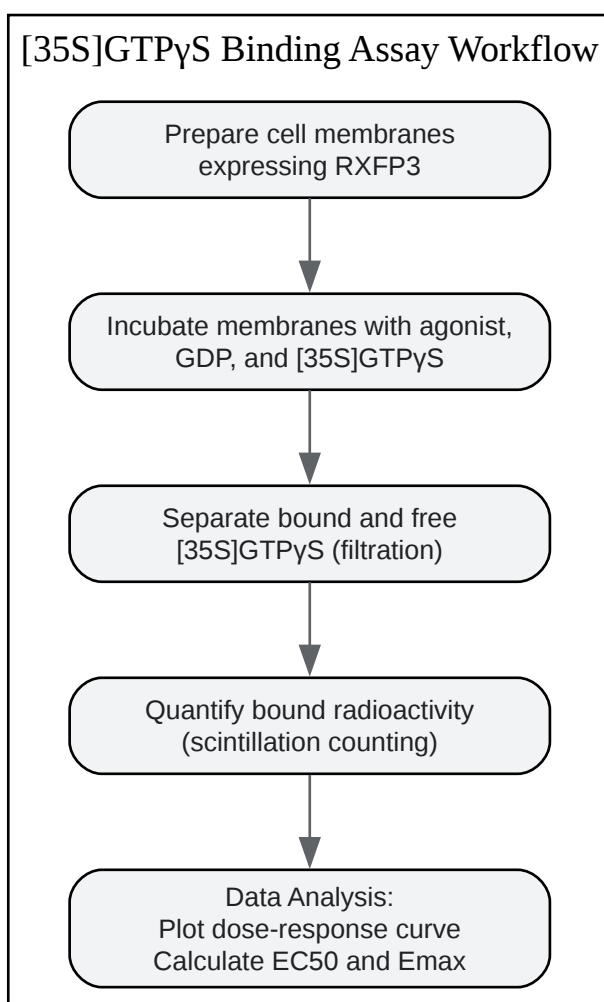 [35S]GTPγS Binding Assay Workflow
Prepare cell membranes
expressing RXFP3
Incubate membranes with agonist,
GDP, and [35S]GTPγS
Separate bound and free
[35S]GTPγS (filtration)
Quantify bound radioactivity
(scintillation counting)
Data Analysis:
Plot dose-response curve
Calculate EC50 and Emax